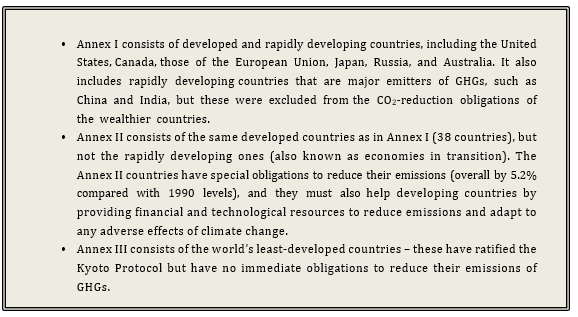 • Annex I consists of developed and rapidly developing countries, including the United
States, Canada, those of the European Union, Japan, Russia, and Australia. It also
includes rapidly developing countries that are major emitters of GHGs, such as
China and India, but these were excluded from the CO₂-reduction obligations of
the wealthier countries.
• Annex II consists of the same developed countries as in Annex I (38 countries), but
not the rapidly developing ones (also known as economies in transition). The
Annex II countries have special obligations to reduce their emissions (overall by 5.2%
compared with 1990 levels), and they must also help developing countries by
providing financial and technological resources to reduce emissions and adapt to
any adverse effects of climate change.
• Annex III consists of the world's least-developed countries – these have ratified the
Kyoto Protocol but have no immediate obligations to reduce their emissions of
GHGs.